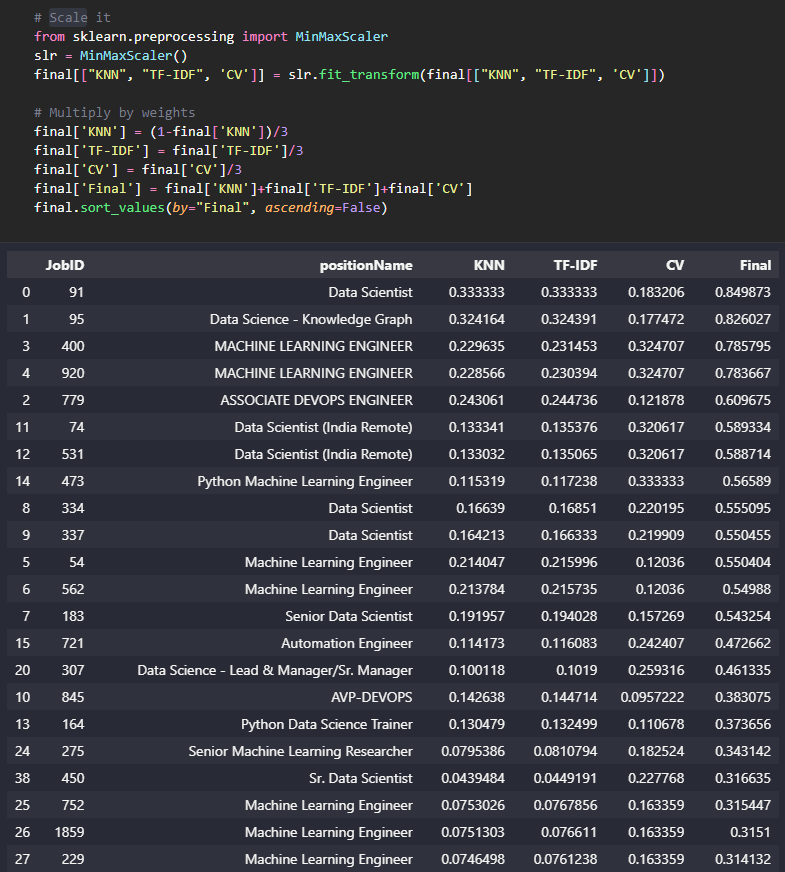 # Scale it
from sklearn.preprocessing import MinMaxScaler
slr = MinMaxScaler()
final[["KNN", "TF-IDF", 'CV']] = slr.fit_transform(final[["KNN", "TF-IDF", 'CV']])
# Multiply by weights
final['KNN'] = (1-final['KNN'])/3
final['TF-IDF'] = final['TF-IDF']/3
final['CV'] = final['CV']/3
final['Final'] = final['KNN']+final['TF-IDF']+final['CV']
final.sort_values(by="Final", ascending=False)
JobID positionName KNN TF-IDF CV Final
0 91 Data Scientist 0.333333 0.333333 0.183206 0.849873
1 95 Data Science - Knowledge Graph 0.324164 0.324391 0.177472 0.826027
3 400 MACHINE LEARNING ENGINEER 0.229635 0.231453 0.324707 0.785795
4 920 MACHINE LEARNING ENGINEER 0.228566 0.230394 0.324707 0.783667
2 779 ASSOCIATE DEVOPS ENGINEER 0.243061 0.244736 0.121878 0.609675
11 74 Data Scientist (India Remote) 0.133341 0.135376 0.320617 0.589334
12 531 Data Scientist (India Remote) 0.133032 0.135065 0.320617 0.588714
14 473 Python Machine Learning Engineer 0.115319 0.117238 0.333333 0.56589
8 334 Data Scientist 0.16639 0.16851 0.220195 0.555095
9 337 Data Scientist 0.164213 0.166333 0.219909 0.550455
5 54 Machine Learning Engineer 0.214047 0.215996 0.12036 0.550404
6 562 Machine Learning Engineer 0.213784 0.215735 0.12036 0.54988
7 183 Senior Data Scientist 0.191957 0.194028 0.157269 0.543254
15 721 Automation Engineer 0.114173 0.116083 0.242407 0.472662
20 307 Data Science - Lead & Manager/Sr. Manager 0.100118 0.1019 0.259316 0.461335
10 845 AVP-DEVOPS 0.142638 0.144714 0.0957222 0.383075
13 164 Python Data Science Trainer 0.130479 0.132499 0.110678 0.373656
24 275 Senior Machine Learning Researcher 0.0795386 0.0810794 0.182524 0.343142
38 450 Sr. Data Scientist 0.0439484 0.0449191 0.227768 0.316635
25 752 Machine Learning Engineer 0.0753026 0.0767856 0.163359 0.315447
26 1859 Machine Learning Engineer 0.0751303 0.076611 0.163359 0.3151
27 229 Machine Learning Engineer 0.0746498 0.0761238 0.163359 0.314132